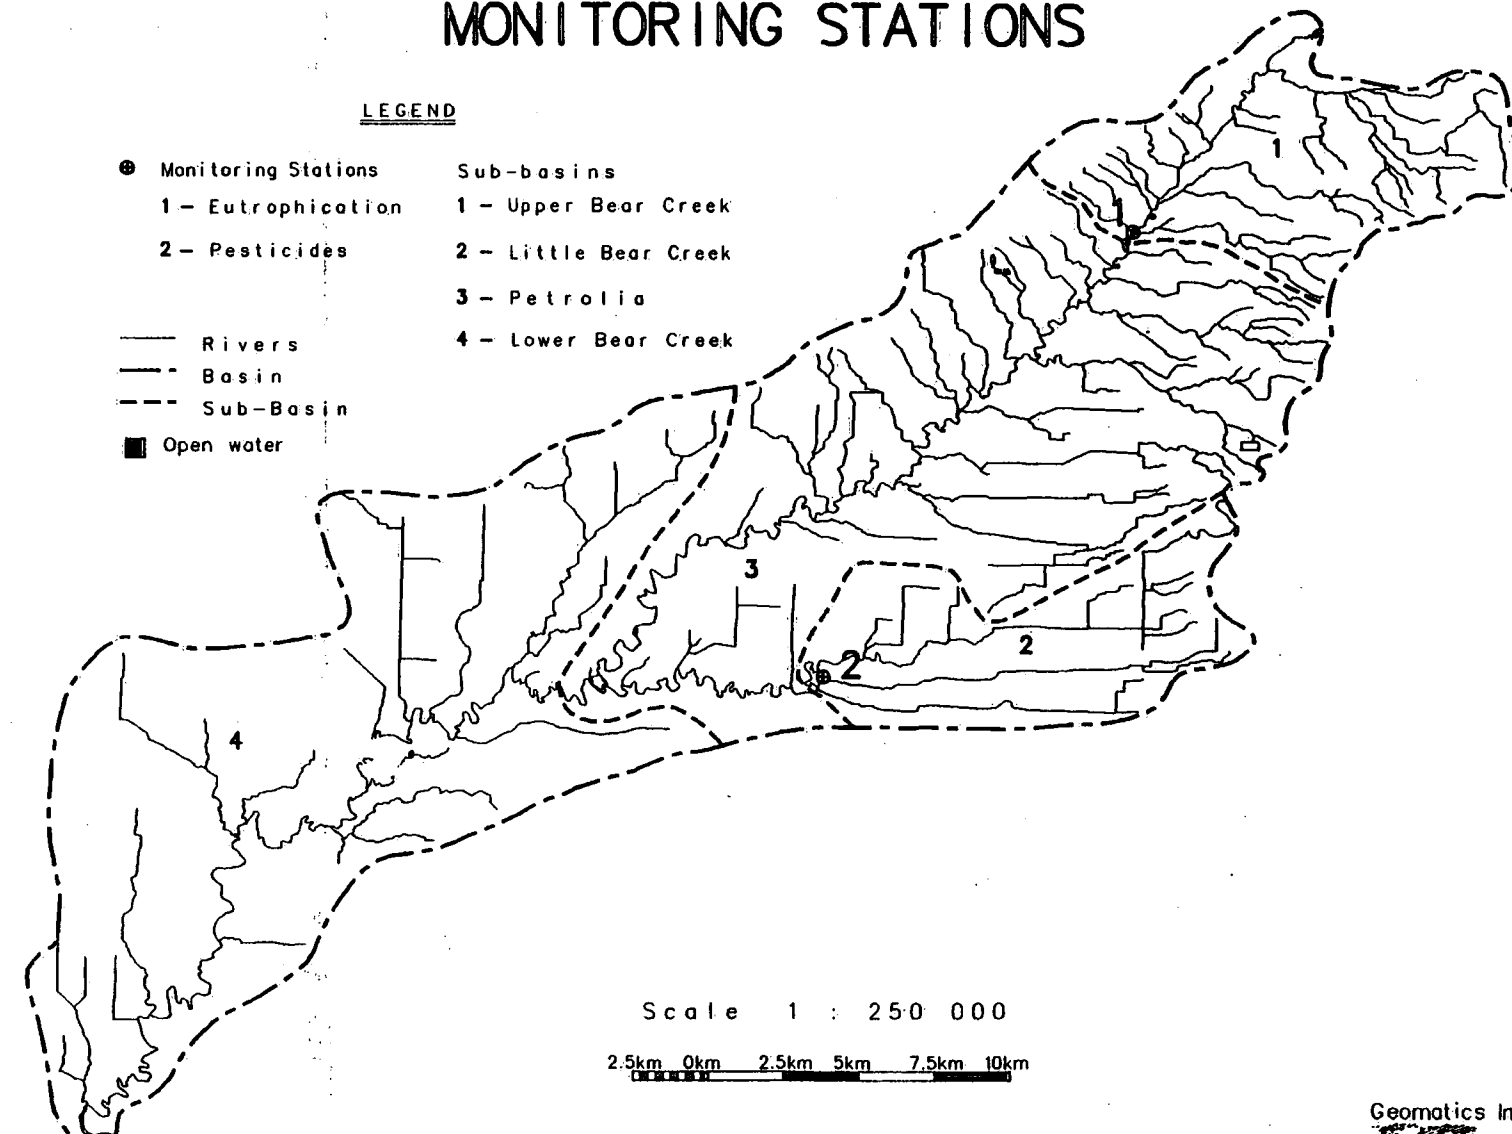 MONITORING STATIONS
LEGEND
Monitoring Stations
1 - Eutrophication
2 - Pesticides
Sub-basins
1 - Upper Bear Creek
2 - Little Bear Creek
3 - Petrolia
4 - Lower Bear Creek
Rivers
Basin
Sub-Basin
Open water
1
1
3
2
2
4
Scale 1 : 250 000
2.5km 0km 2.5km 5km 7.5km 10km
Geomatics In